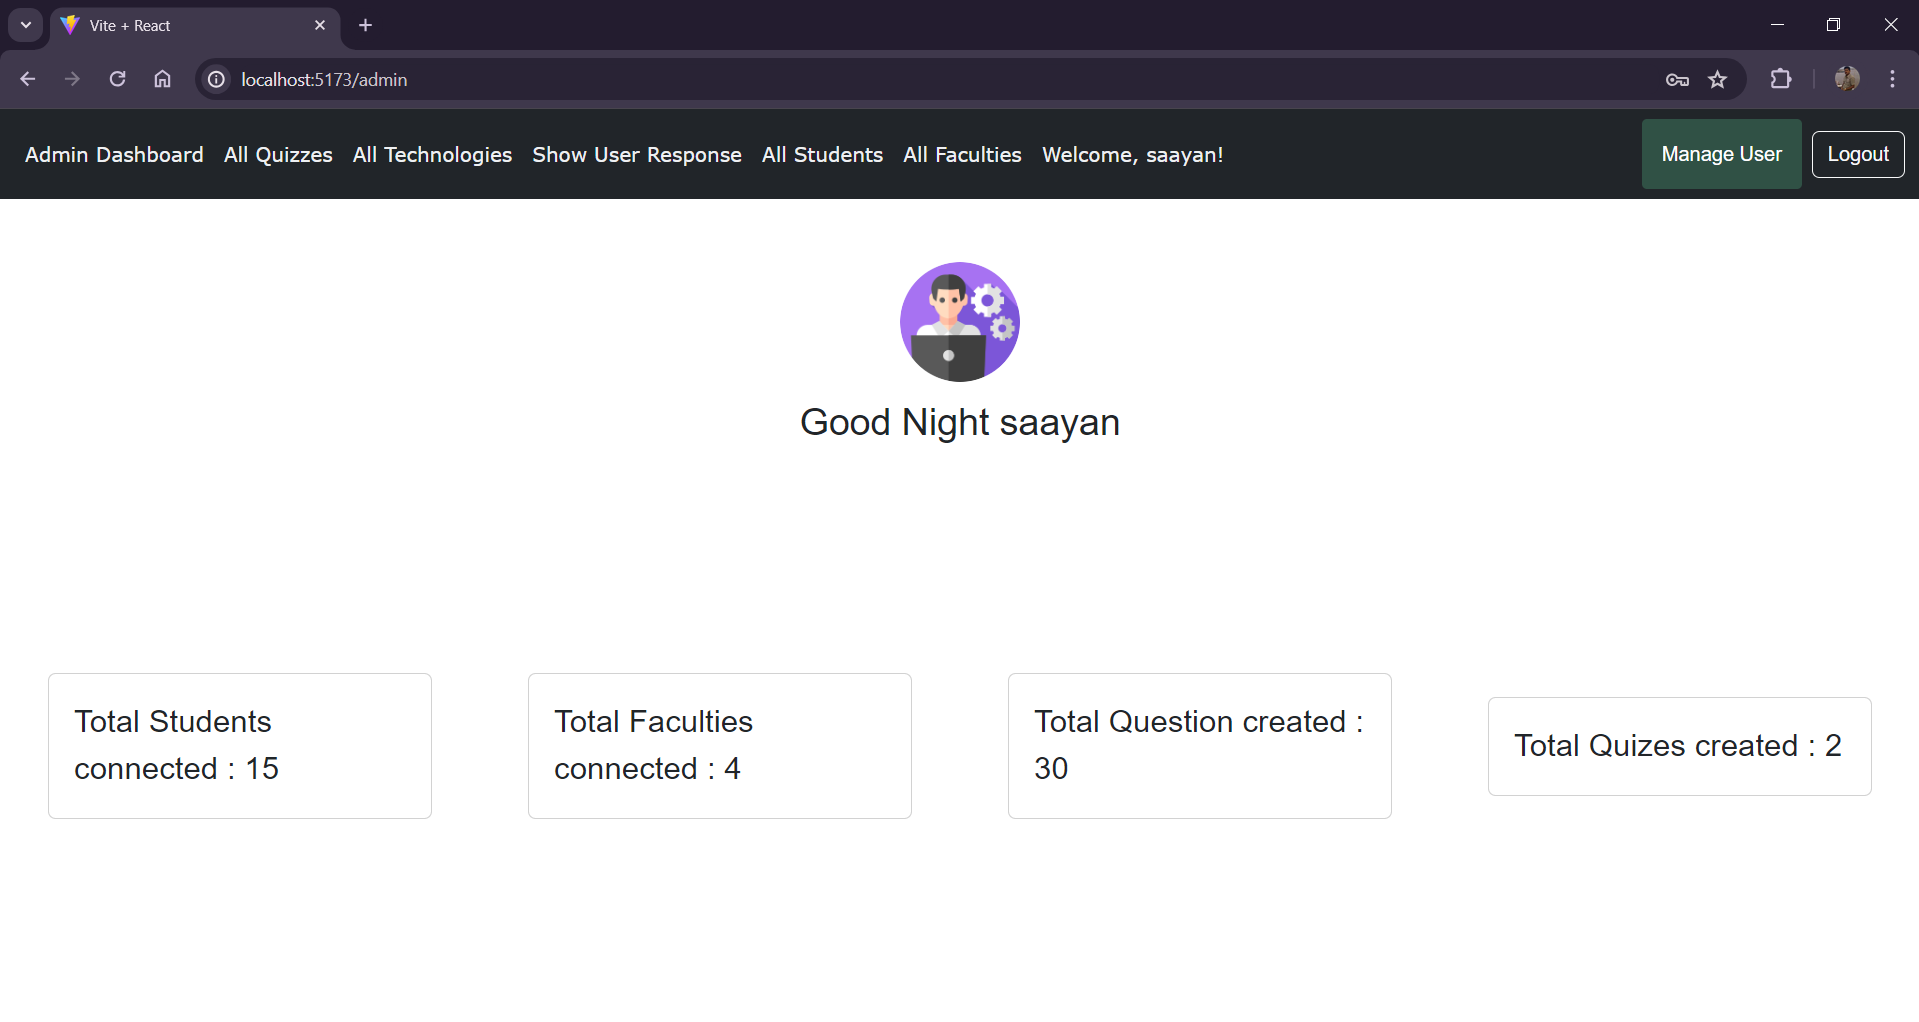 Vite + React
localhost:5173/admin
Admin Dashboard All Quizzes All Technologies Show User Response All Students All Faculties Welcome, saayan! Manage User Logout
Good Night saayan
Total Students
connected : 15
Total Faculties
connected : 4
Total Question created :
30
Total Quizes created : 2